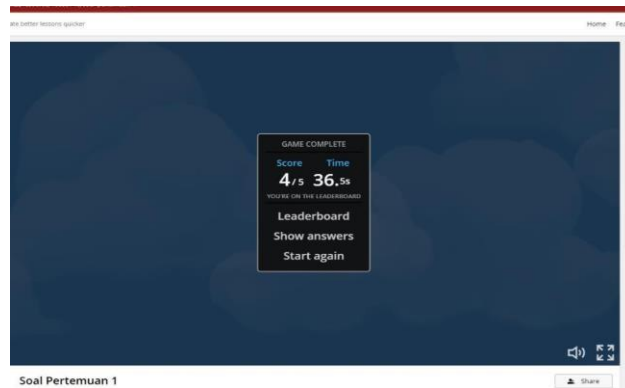 ate better lessons quicker
Home Fea
GAME COMPLETE
Score Time
4/5 36.5s
YOU'RE ON THE LEADERBOARD
Leaderboard
Show answers
Start again
Soal Pertemuan 1
Share